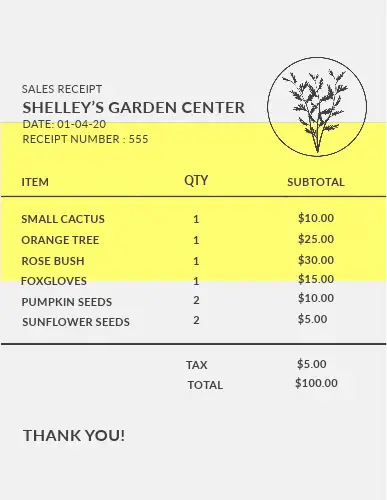 SALES RECEIPT
SHELLEY’S GARDEN CENTER
DATE: 01-04-20
RECEIPT NUMBER : 555
ITEM QTY SUBTOTAL
SMALL CACTUS 1 $10.00
ORANGE TREE 1 $25.00
ROSE BUSH 1 $30.00
FOXGLOVES 1 $15.00
PUMPKIN SEEDS 2 $10.00
SUNFLOWER SEEDS 2 $5.00
TAX $5.00
TOTAL $100.00
THANK YOU!